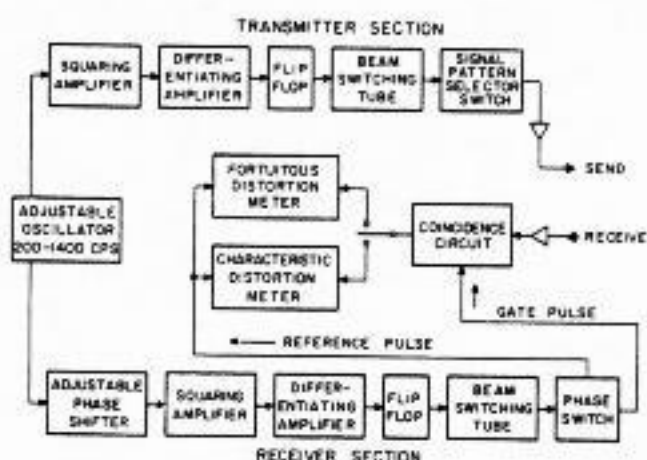 TRANSMITTER SECTION
SQUARING
AMPLIFIER
DIFFER-
ENTIATING
AMPLIFIER
FLIP
FLOP
BEAM
SWITCHING
TUBE
SIGNAL
PATTERN
SELECTOR
SWITCH
SEND
FORTUITOUS
DISTORTION
METER
ADJUSTABLE
OSCILLATOR
200-1400 CPS
COINCIDENCE
CIRCUIT
RECEIVE
CHARACTERISTIC
DISTORTION
METER
GATE PULSE
REFERENCE PULSE
ADJUSTABLE
PHASE
SHIFTER
SQUARING
AMPLIFIER
DIFFER-
ENTIATING
AMPLIFIER
FLIP
FLOP
BEAM
SWITCHING
TUBE
PHASE
SWITCH
RECEIVER SECTION